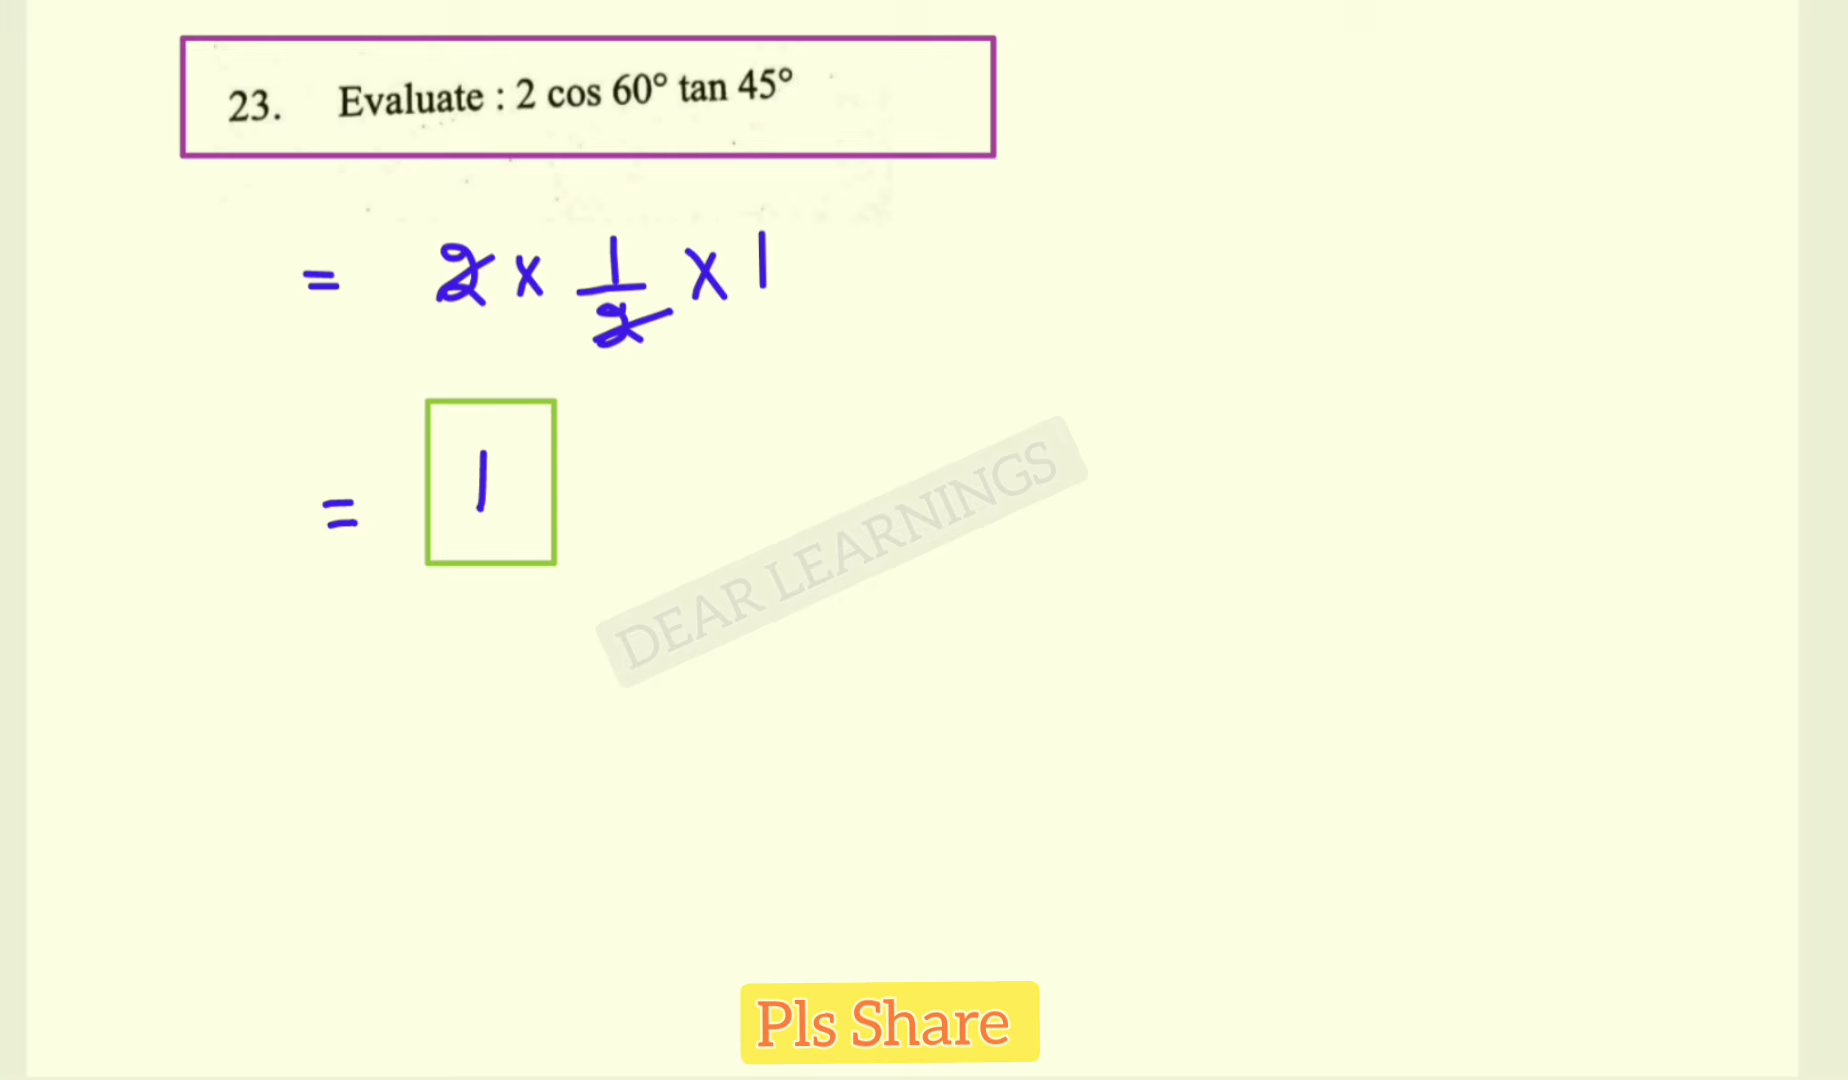 23. Evaluate : 2 cos 60° tan 45°
= 2 × 1/2 × 1
= 1
DEAR LEARNINGS
Pls Share